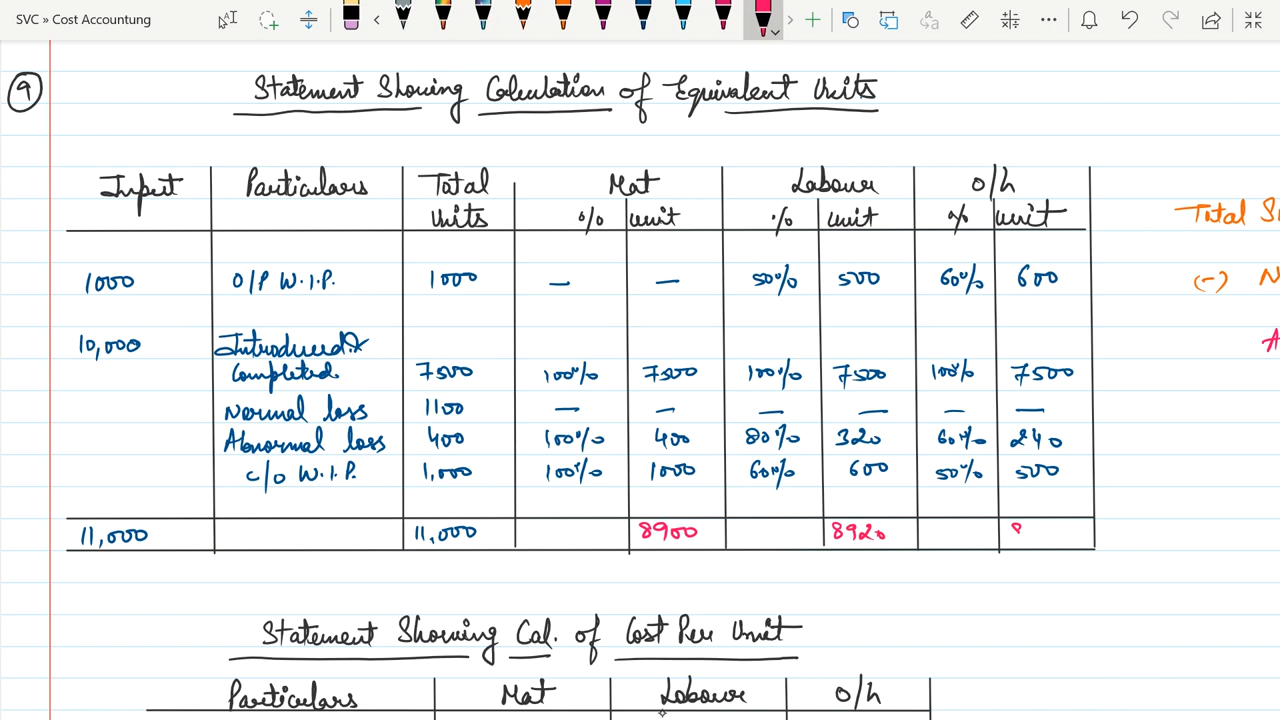 SVC » Cost Accountung
9
Statement Showing Calculation of Equivalent Units
Input Particulars Total Units Mat Labour O/h
% unit % unit % unit
Total
1000 O/P W.I.P. 1000 — — 50% 500 60% 600
(-) N
10,000 Introduced &
Completed 7500 100% 7500 100% 7500 100% 7500
Normal loss 1100 — — — — — —
Abnormal loss 400 100% 400 80% 320 60% 240
c/o W.I.P. 1,000 100% 1000 60% 600 50% 500
11,000 11,000 8900 8920 8
Statement Showing Cal. of Cost Per Unit
Particulars Mat Labour O/h